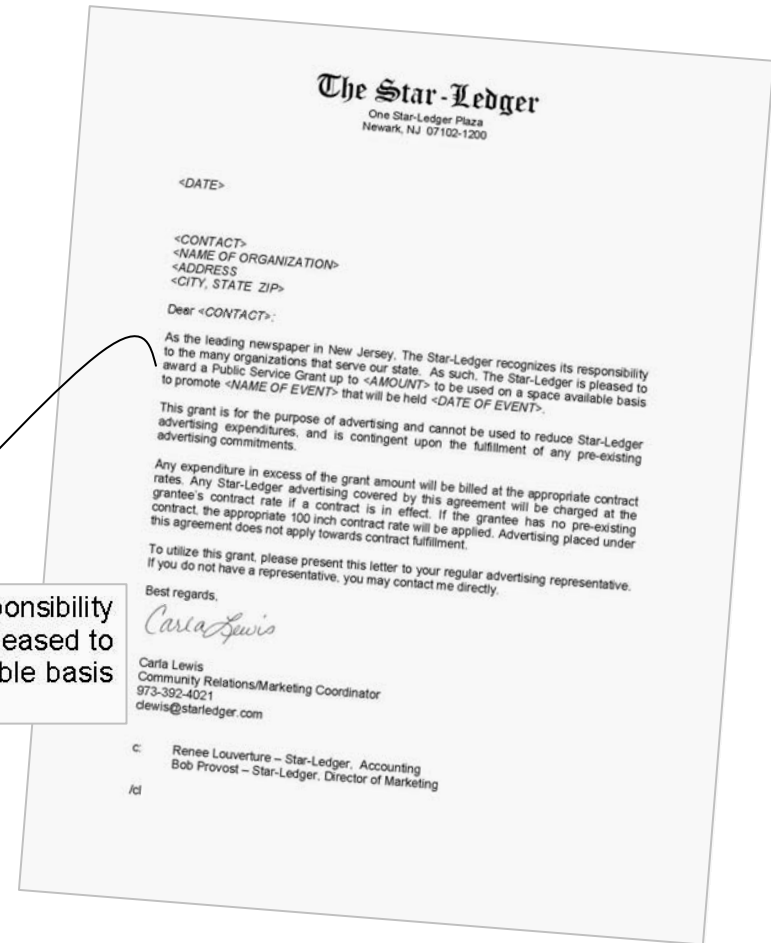 The Star-Ledger
One Star-Ledger Plaza
Newark, NJ 07102-1200
<DATE>
<CONTACT>
<NAME OF ORGANIZATION>
<ADDRESS
<CITY, STATE ZIP>
Dear <CONTACT>:
As the leading newspaper in New Jersey, The Star-Ledger recognizes its responsibility
to the many organizations that serve our state. As such, The Star-Ledger is pleased to
award a Public Service Grant up to <AMOUNT> to be used on a space available basis
to promote <NAME OF EVENT> that will be held <DATE OF EVENT>.
This grant is for the purpose of advertising and cannot be used to reduce Star-Ledger
advertising expenditures, and is contingent upon the fulfillment of any pre-existing
advertising commitments.
Any expenditure in excess of the grant amount will be billed at the appropriate contract
rates. Any Star-Ledger advertising covered by this agreement will be charged at the
grantee's contract rate if a contract is in effect. If the grantee has no pre-existing
contract, the appropriate 100 inch contract rate will be applied. Advertising placed under
this agreement does not apply towards contract fulfillment.
To utilize this grant, please present this letter to your regular advertising representative.
If you do not have a representative, you may contact me directly.
Best regards,
Carla Lewis
Carla Lewis
Community Relations/Marketing Coordinator
973-392-4021
clewis@starledger.com
c: Renee Louverture – Star-Ledger, Accounting
Bob Provost – Star-Ledger, Director of Marketing
/cl
ponsibility
eased to
ble basis